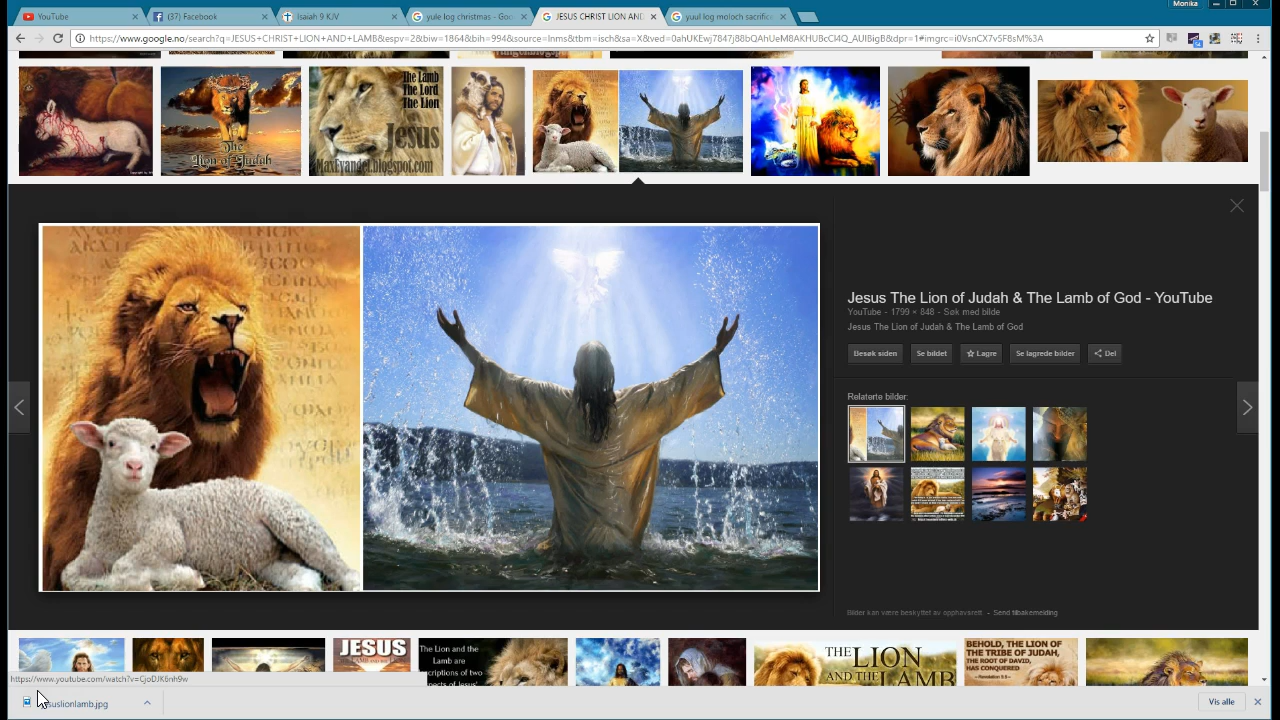 Monika
YouTube
(37) Facebook
Isaiah 9 KJV
yule log christmas - Goo
JESUS CHRIST LION AND
yuul log moloch sacrific
https://www.google.no/search?q=JESUS+CHRIST+LION+AND+LAMB&espv=2&biw=1864&bih=994&source=lnms&tbm=isch&sa=X&ved=0ahUKEwj7847j88bQAhUeM8AKHUBcCl4Q_AUIBigB&dpr=1#imgrc=i0VsnCX7vSF8sM%3A
The
Lion of Judah
The Lamb
The Lord
The Lion
Jesus
MaxEvangel.blogspot.com
Jesus The Lion of Judah & The Lamb of God - YouTube
YouTube - 1799 × 848 - Søk med bilde
Jesus The Lion of Judah & The Lamb of God
Besøk siden
Se bildet
Lagre
Se lagrede bilder
Del
Relaterte bilder:
Bilder kan være beskyttet av opphavsrett. - Send tilbakemelding
JESUS
The Lion and the
Lamb are
criptions of two
pects of Jesus'
THE LION
AND THE LAMB
BEHOLD, THE LION OF
THE TRIBE OF JUDAH,
THE ROOT OF DAVID,
HAS CONQUERED
https://www.youtube.com/watch?v=CjoDJK6nh9w
suslionlamb.jpg
Vis alle